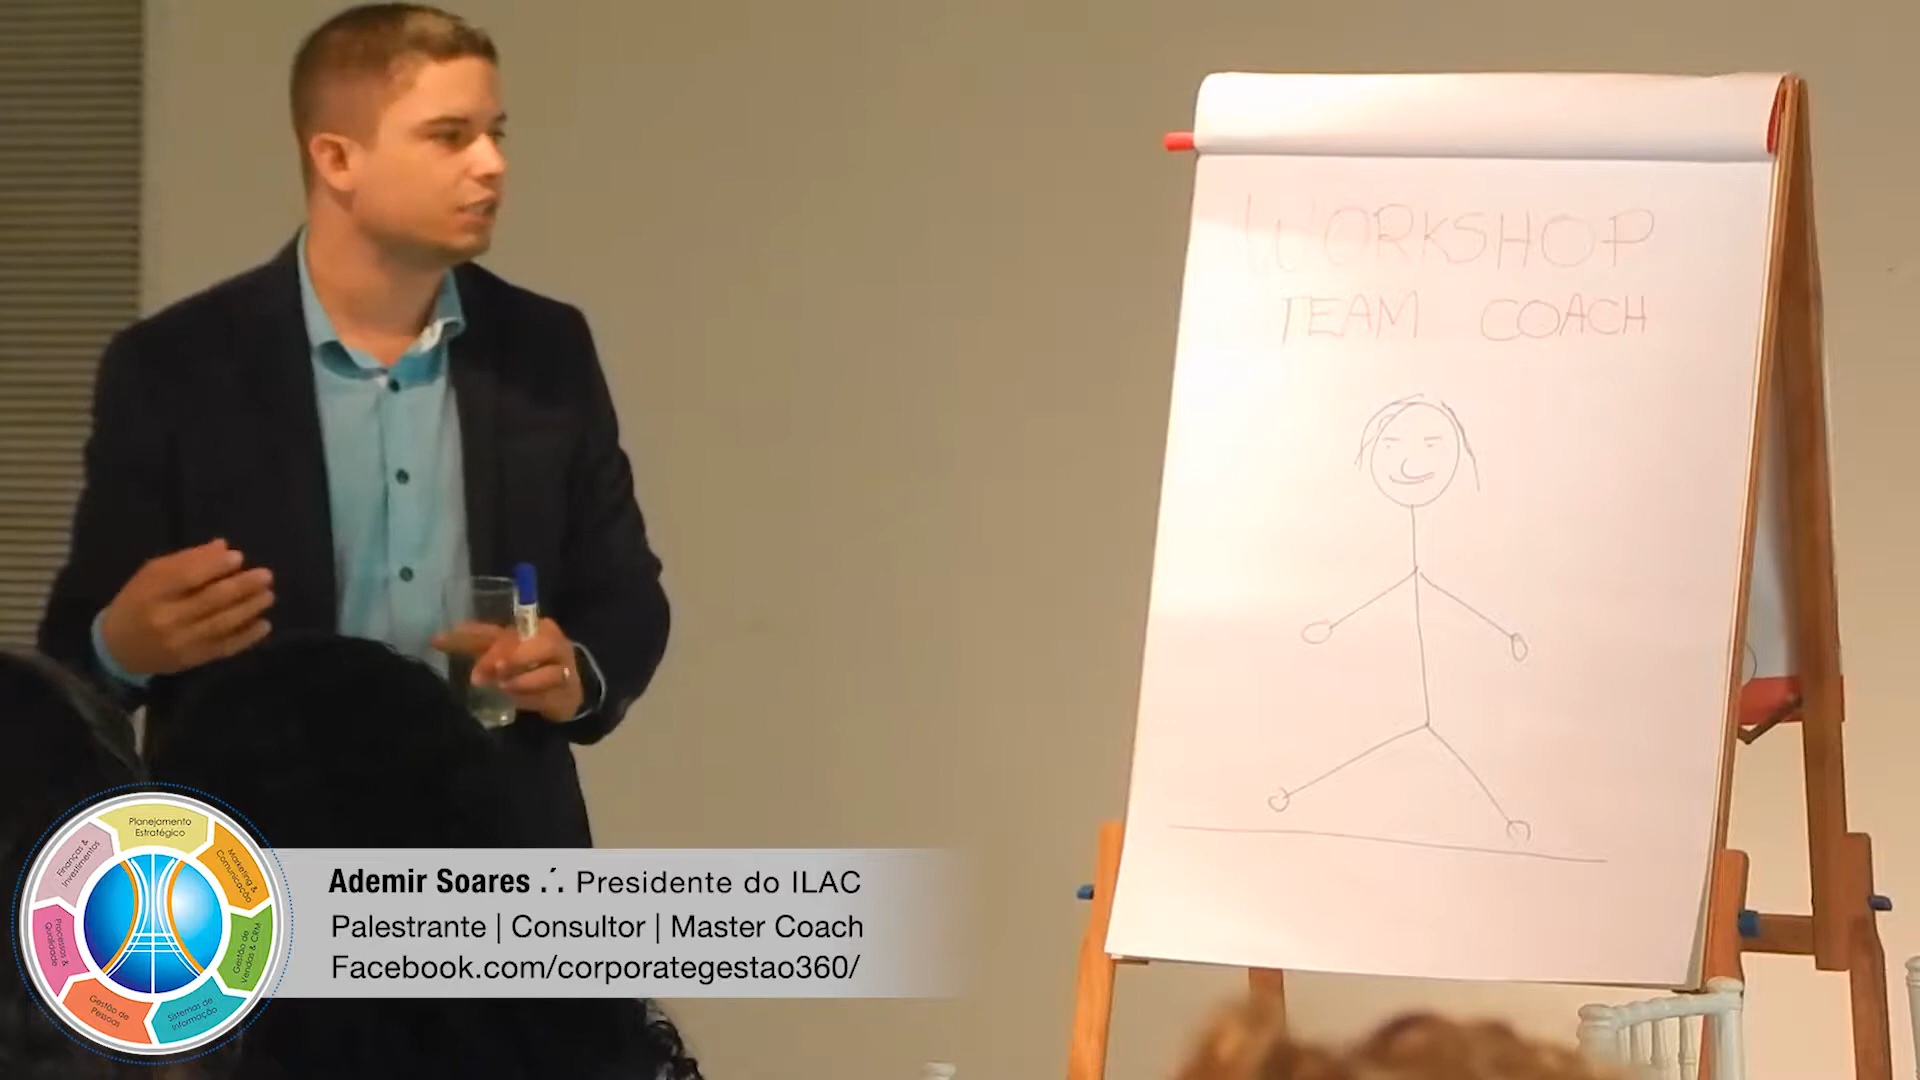 WORKSHOP
TEAM COACH
Planejamento
Estratégico
Marketing &
Comunicação
Gestão de
Vendas & CRM
Sistemas de
Informação
Gestão de
Pessoas
Processos &
Qualidade
Finanças &
Investimentos
Ademir Soares .∴ Presidente do ILAC
Palestrante | Consultor | Master Coach
Facebook.com/corporategestao360/